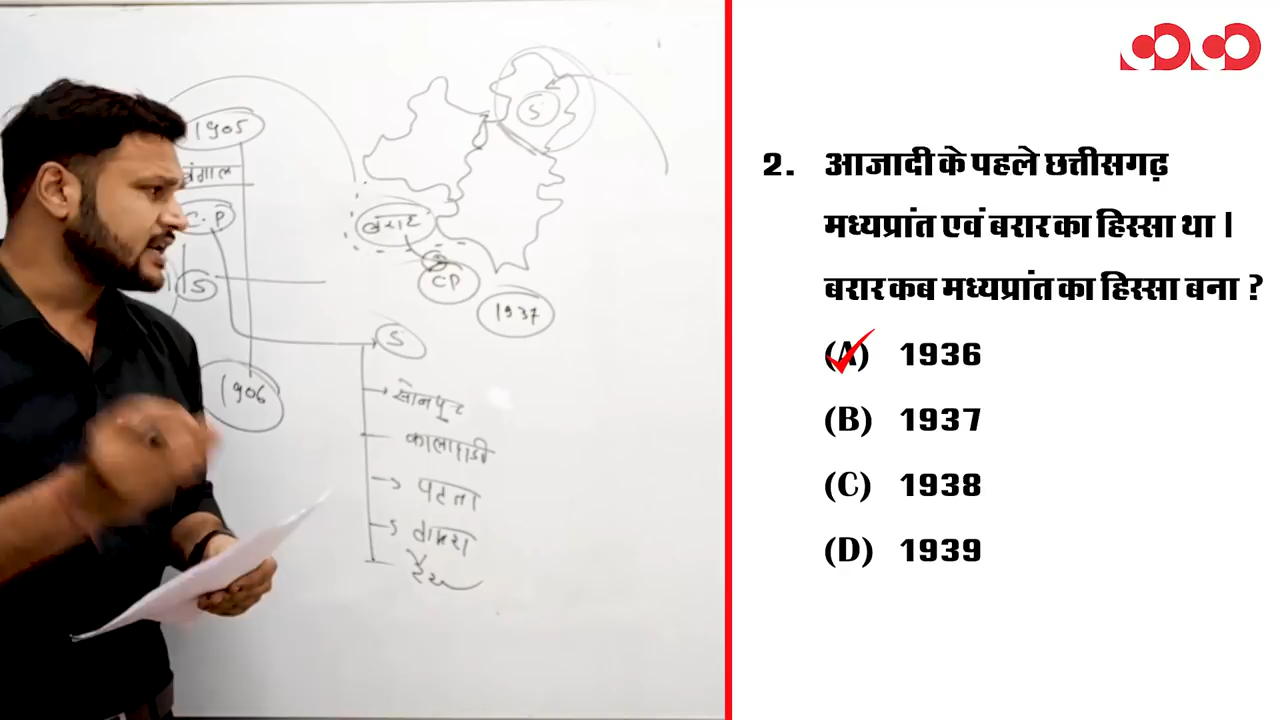 1905
बंगाल
C.P
S
1906
S
बरार
CP
1937
S
सोनपुर
कालाहांडी
पटना
बामरा
2. आजादी के पहले छत्तीसगढ़
मध्यप्रांत एवं बरार का हिस्सा था |
बरार कब मध्यप्रांत का हिस्सा बना ?
(A) 1936
(B) 1937
(C) 1938
(D) 1939